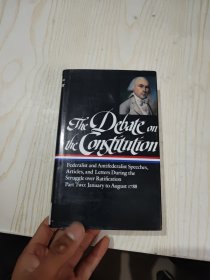 The Debate on
the Constitution
Federalist and Antifederalist Speeches,
Articles, and Letters During the
Struggle over Ratification
Part Two: January to August 1788